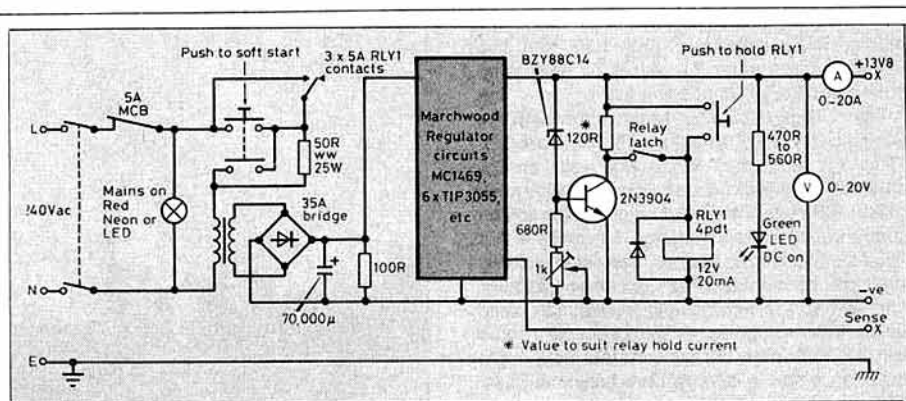 Push to soft start
3 x 5A RLY1
contacts
5A
MCB
L
50R
ww
25W
Mains on
Red
Neon or
LED
240Vac
35A
bridge
N
70,000µ
100R
E
Marchwood
Regulator
circuits
MC1469,
6 x TIP3055,
etc
BZY88C14
*
120R
Relay
latch
2N3904
680R
1k
Push to hold RLY1
RLY1
4pdt
12V
20mA
470R
to
560R
Green
LED
DC on
A
0-20A
+13V8
X
V
0-20V
-ve
Sense
X
* Value to suit relay hold current